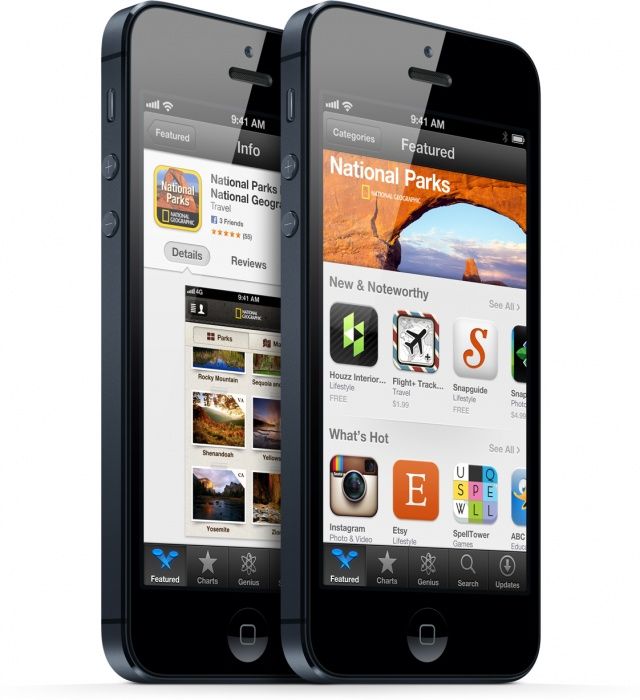 9:41 AM
Featured
Info
National
Parks
NATIONAL
GEOGRAPHIC
National Parks
National Geogra
Travel
3 Friends
(55)
Details
Reviews
4G
9:41 AM
NATIONAL
GEOGRAPHIC
Parks
Rocky Mountain
Sequoia and
VA
Shenandoah
Yellows
CA
Yosemite
Featured
Charts
Genius
9:41 AM
Categories
Featured
National Parks
NATIONAL GEOGRAPHIC
New & Noteworthy
See All >
S
Houzz Interior...
Lifestyle
FREE
Flight+ Track...
Travel
$1.99
Snapguide
Lifestyle
FREE
Snap
Photo
$4.99
What's Hot
See All >
E
U Q
S P E
W L L
Instagram
Photo & Video
Etsy
Lifestyle
SpellTower
Games
ABC
Educa
Featured
Charts
Genius
Search
Updates